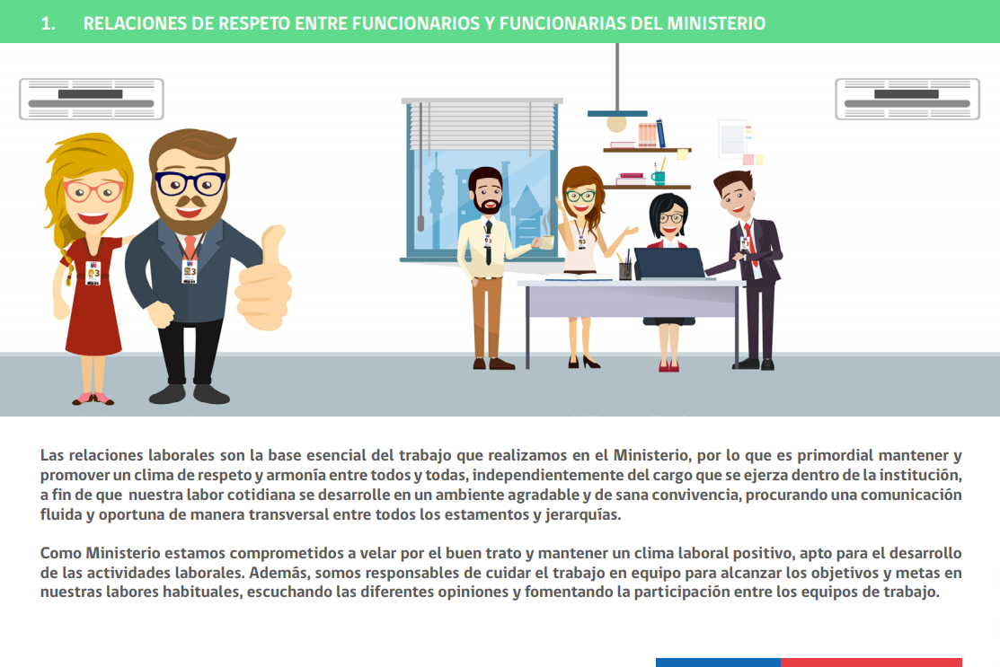 1. RELACIONES DE RESPETO ENTRE FUNCIONARIOS Y FUNCIONARIAS DEL MINISTERIO
Las relaciones laborales son la base esencial del trabajo que realizamos en el Ministerio, por lo que es primordial mantener y
promover un clima de respeto y armonía entre todos y todas, independientemente del cargo que se ejerza dentro de la institución,
a fin de que nuestra labor cotidiana se desarrolle en un ambiente agradable y de sana convivencia, procurando una comunicación
fluida y oportuna de manera transversal entre todos los estamentos y jerarquías.
Como Ministerio estamos comprometidos a velar por el buen trato y mantener un clima laboral positivo, apto para el desarrollo
de las actividades laborales. Además, somos responsables de cuidar el trabajo en equipo para alcanzar los objetivos y metas en
nuestras labores habituales, escuchando las diferentes opiniones y fomentando la participación entre los equipos de trabajo.